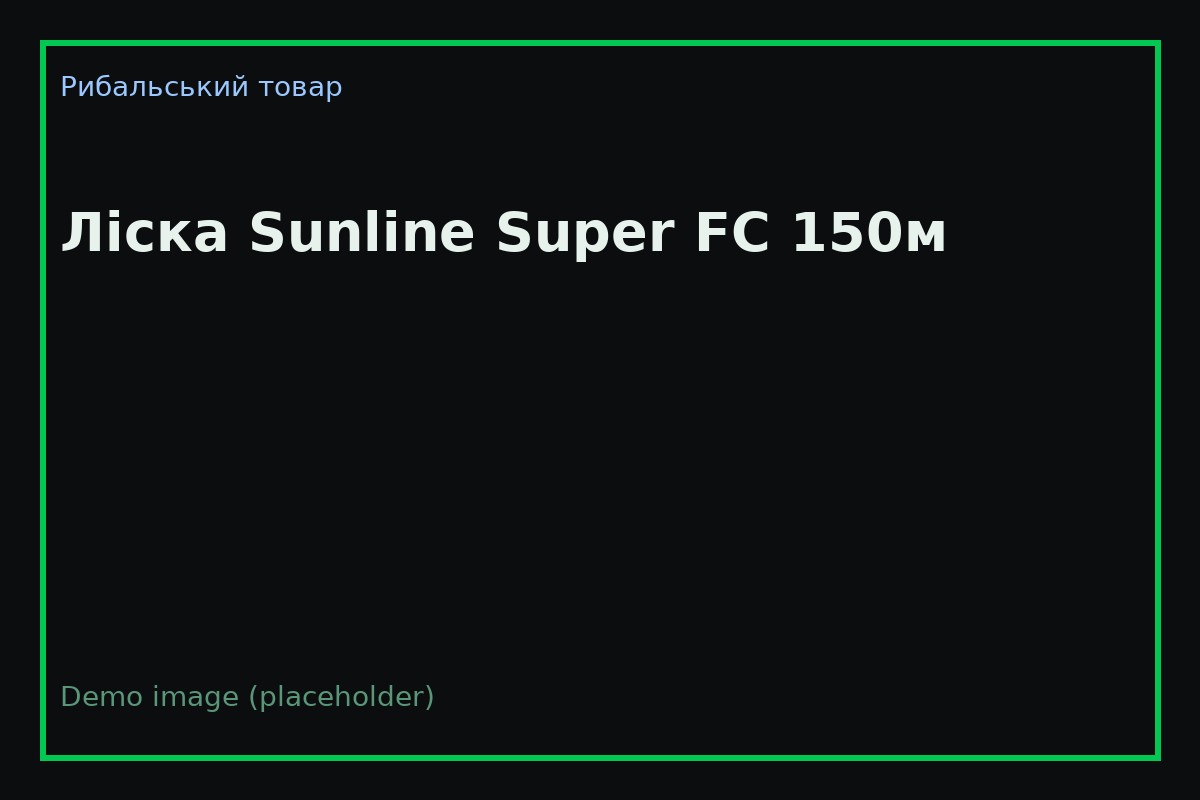 Рибальський товар
Ліска Sunline Super FC 150м
Demo image (placeholder)